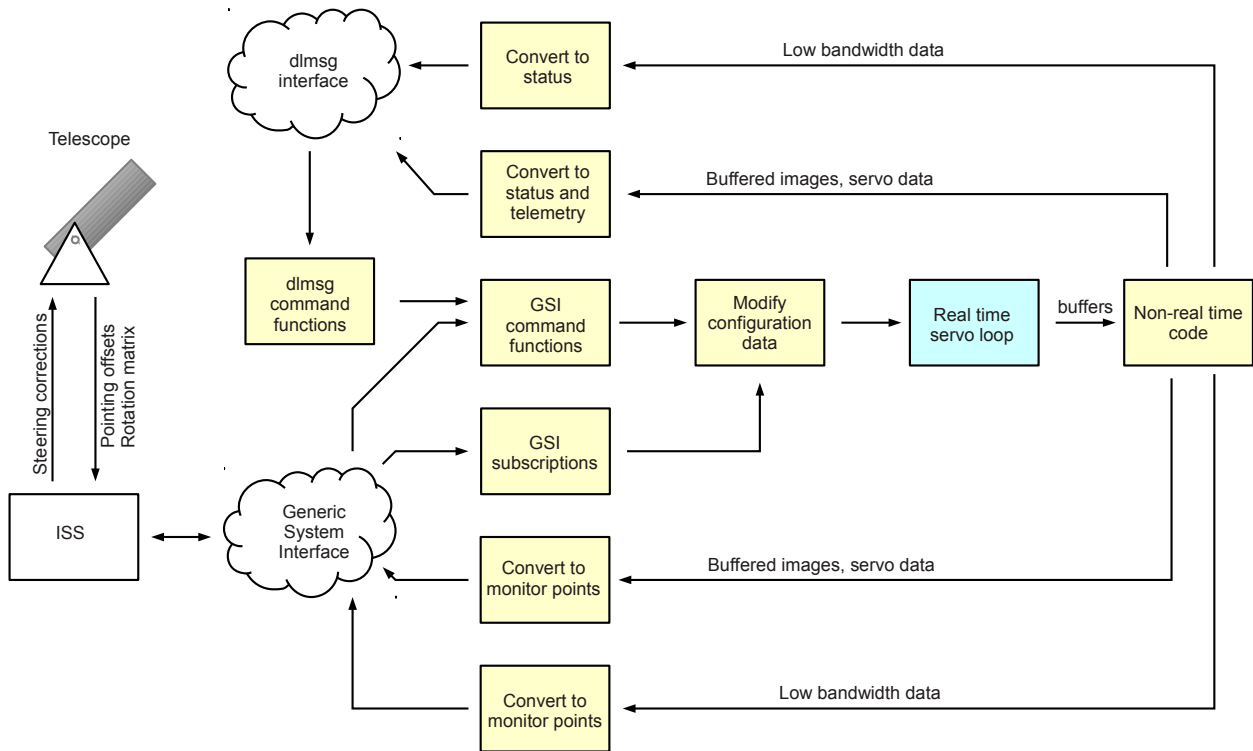 dlmsg
interface
Convert to
status
Low bandwidth data
Telescope
Convert to
status and
telemetry
Buffered images, servo data
dlmsg
command
functions
GSI
command
functions
Modify
configuration
data
Real time
servo loop
buffers
Non-real time
code
Steering corrections
Pointing offsets
Rotation matrix
GSI
subscriptions
ISS
Generic
System
Interface
Convert to
monitor points
Buffered images, servo data
Convert to
monitor points
Low bandwidth data